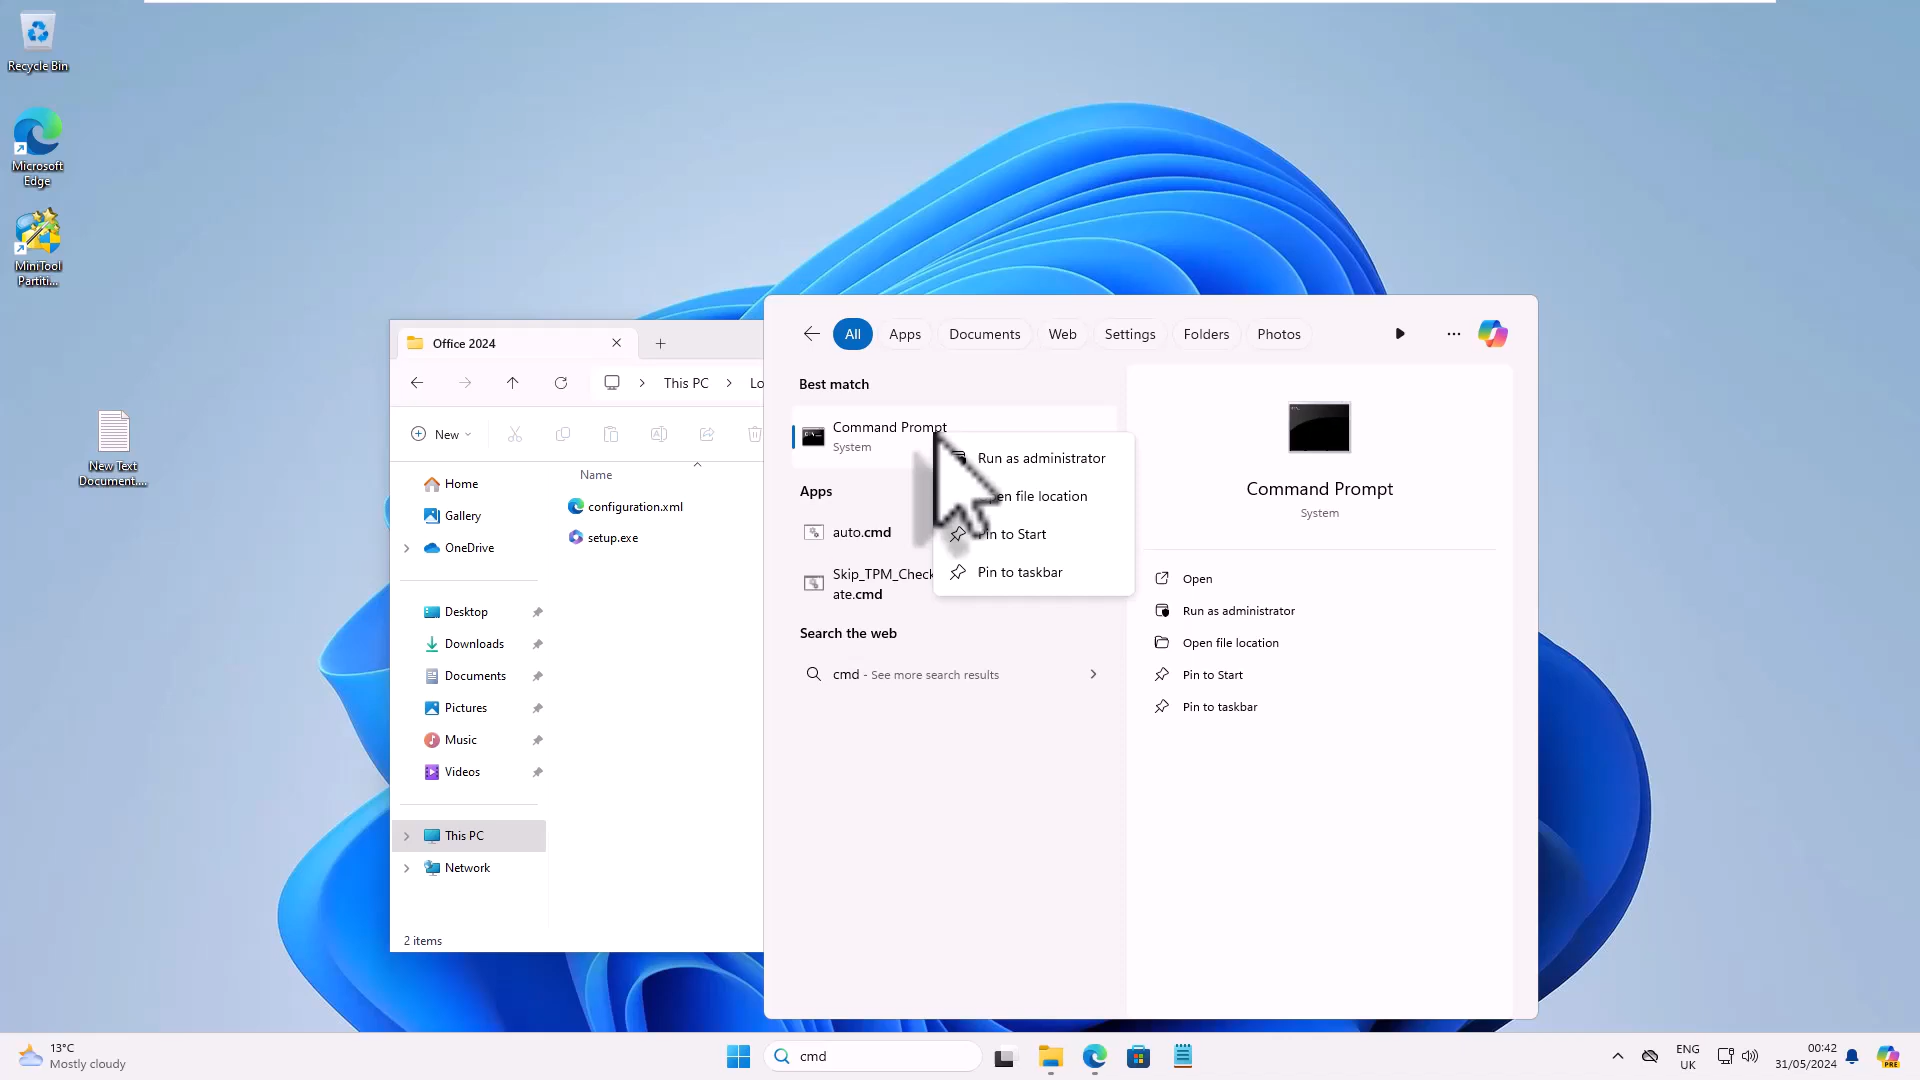 Recycle Bin
Microsoft
Edge
MiniTool
Partiti...
New Text
Document....
Office 2024
This PC
Lo
New
Name
Home
Gallery
OneDrive
configuration.xml
setup.exe
Desktop
Downloads
Documents
Pictures
Music
Videos
This PC
Network
2 items
All
Apps
Documents
Web
Settings
Folders
Photos
Best match
Command Prompt
System
Apps
auto.cmd
Skip_TPM_Check
ate.cmd
Search the web
cmd - See more search results
Run as administrator
en file location
in to Start
Pin to taskbar
Command Prompt
System
Open
Run as administrator
Open file location
Pin to Start
Pin to taskbar
13°C
Mostly cloudy
cmd
ENG
UK
00:42
31/05/2024
PRE